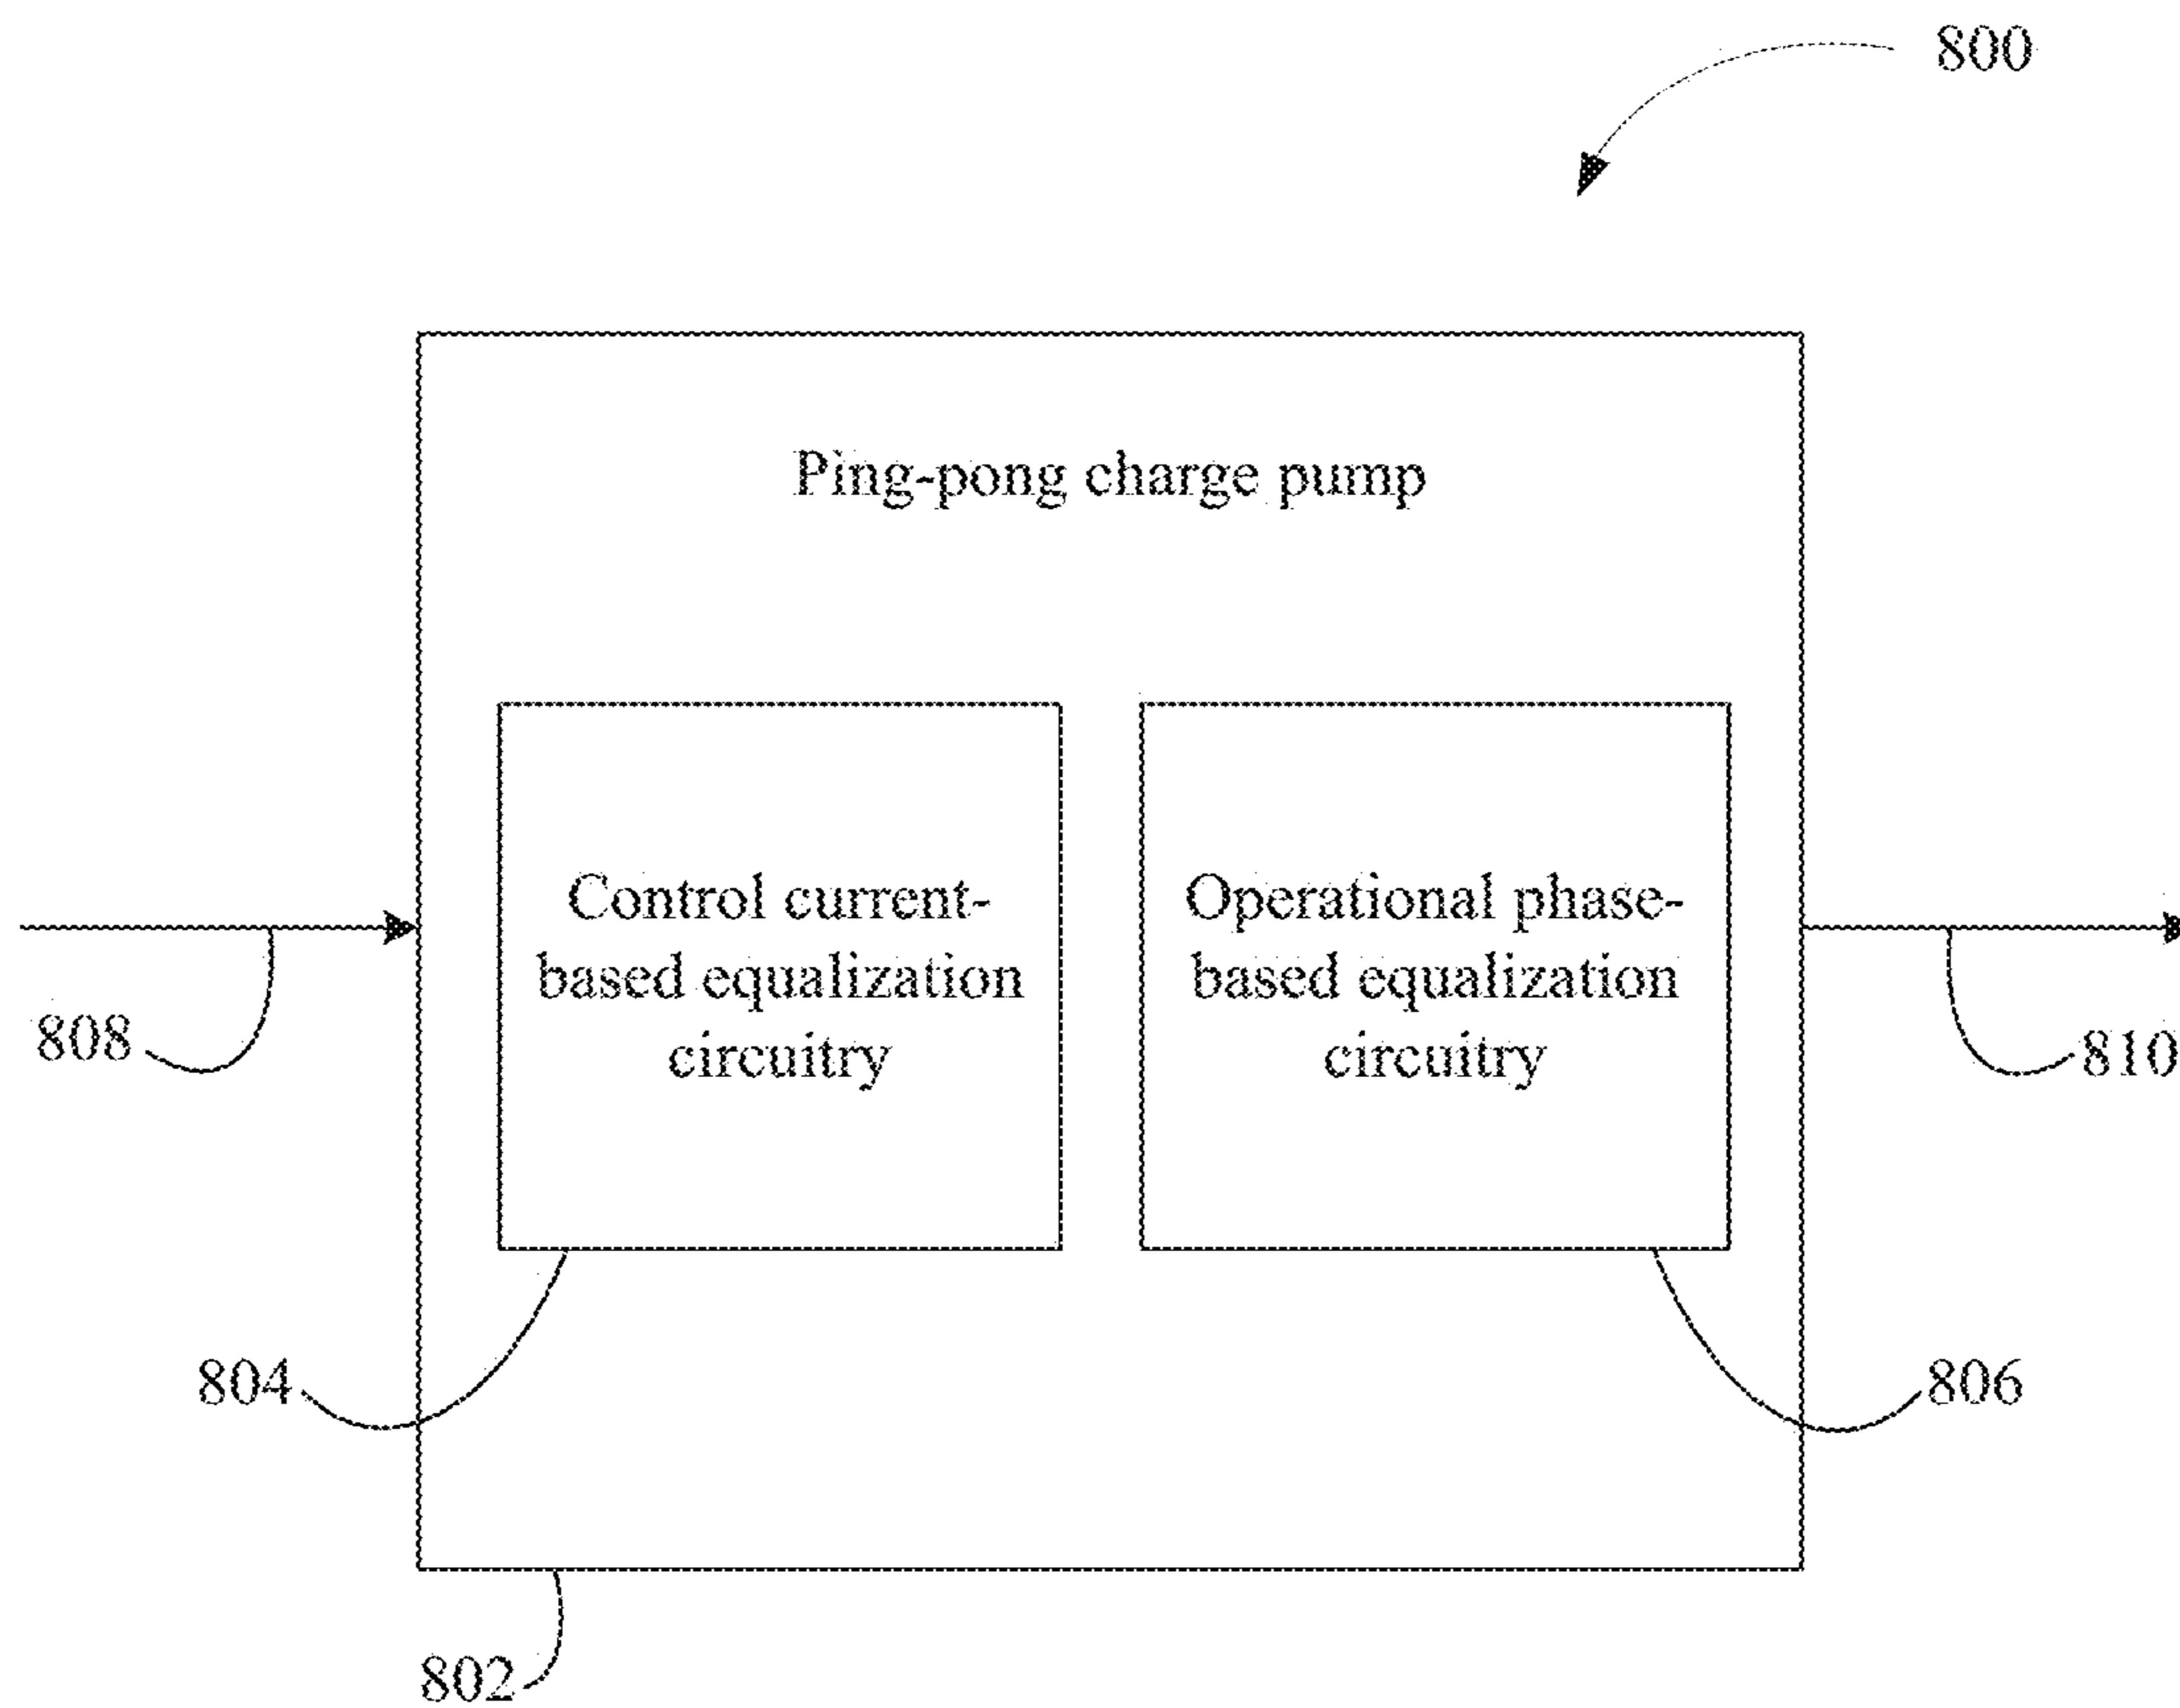 800
Ping-pong charge pump
Control current-
based equalization
circuitry
Operational phase-
based equalization
circuitry
808
810
804
806
802